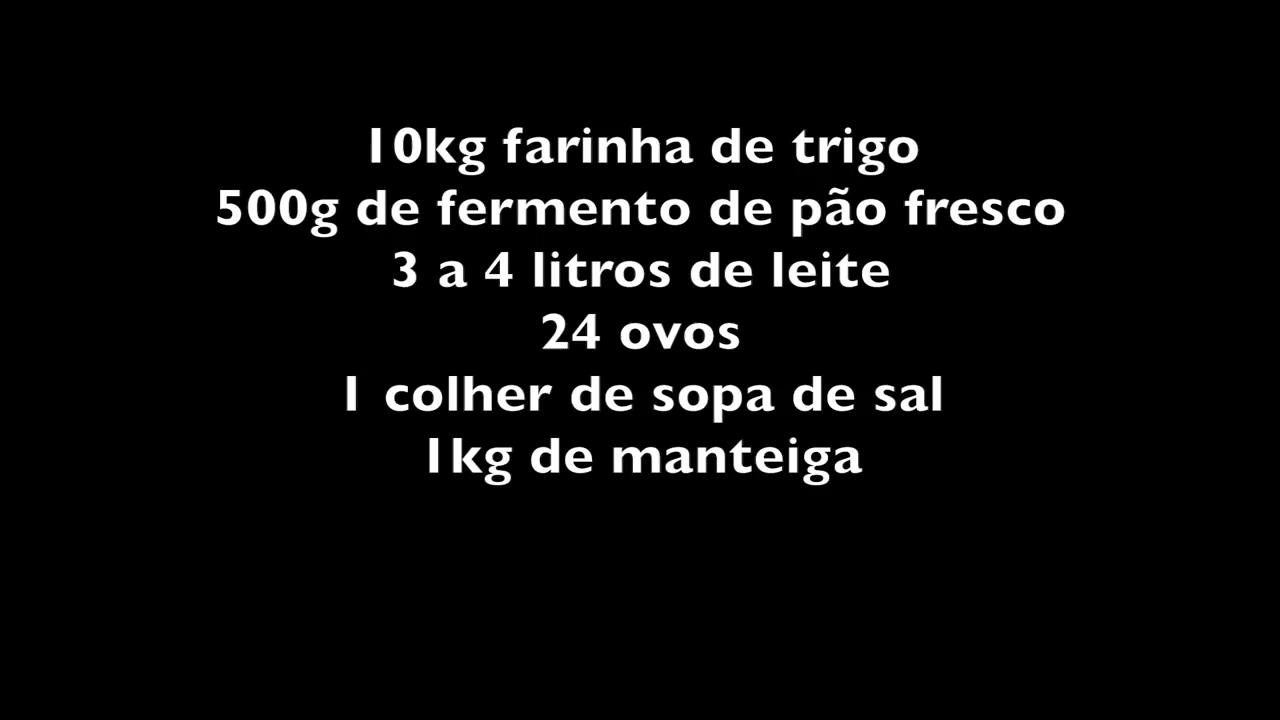 10kg farinha de trigo
500g de fermento de pão fresco
3 a 4 litros de leite
24 ovos
1 colher de sopa de sal
1kg de manteiga